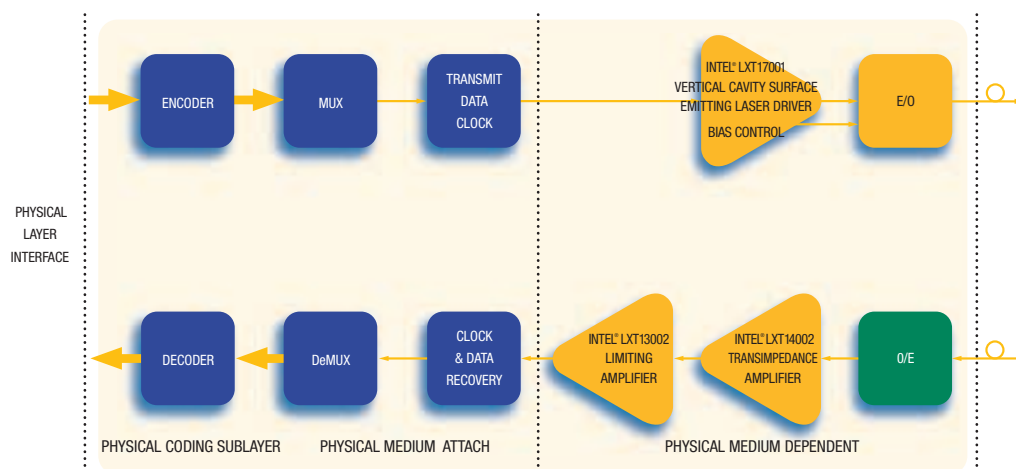 ENCODER
MUX
TRANSMIT
DATA
CLOCK
INTEL® LXT17001
VERTICAL CAVITY SURFACE
EMITTING LASER DRIVER
BIAS CONTROL
E/O
PHYSICAL
LAYER
INTERFACE
DECODER
DeMUX
CLOCK
& DATA
RECOVERY
INTEL® LXT13002
LIMITING
AMPLIFIER
INTEL® LXT14002
TRANSIMPEDANCE
AMPLIFIER
O/E
PHYSICAL CODING SUBLAYER
PHYSICAL MEDIUM ATTACH
PHYSICAL MEDIUM DEPENDENT